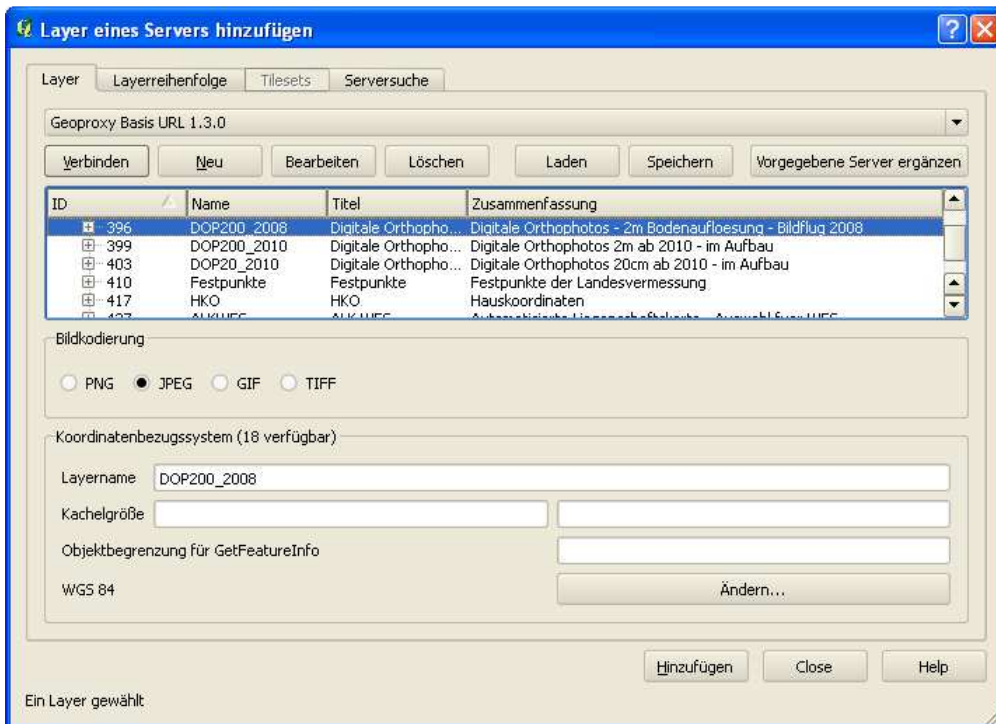 Layer eines Servers hinzufügen
Layer Layerreihenfolge Tilesets Serversuche
Geoproxy Basis URL 1.3.0
Verbinden Neu Bearbeiten Löschen Laden Speichern Vorgegebene Server ergänzen
ID Name Titel Zusammenfassung
396 DOP200_2008 Digitale Orthopho... Digitale Orthophotos - 2m Bodenaufloesung - Bildflug 2008
399 DOP200_2010 Digitale Orthopho... Digitale Orthophotos 2m ab 2010 - im Aufbau
403 DOP20_2010 Digitale Orthopho... Digitale Orthophotos 20cm ab 2010 - im Aufbau
410 Festpunkte Festpunkte Festpunkte der Landesvermessung
417 HKO HKO Hauskoordinaten
Bildkodierung
PNG JPEG GIF TIFF
Koordinatenbezugssystem (18 verfügbar)
Layername DOP200_2008
Kachelgröße
Objektbegrenzung für GetFeatureInfo
WGS 84 Ändern...
Hinzufügen Close Help
Ein Layer gewählt